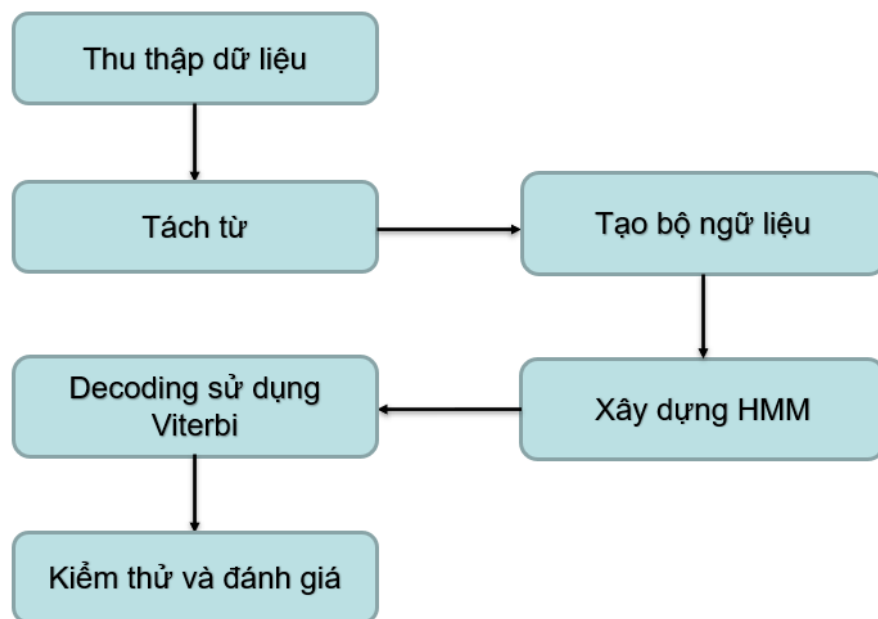 Thu thập dữ liệu
Tách từ
Tạo bộ ngữ liệu
Xây dựng HMM
Decoding sử dụng
Viterbi
Kiểm thử và đánh giá